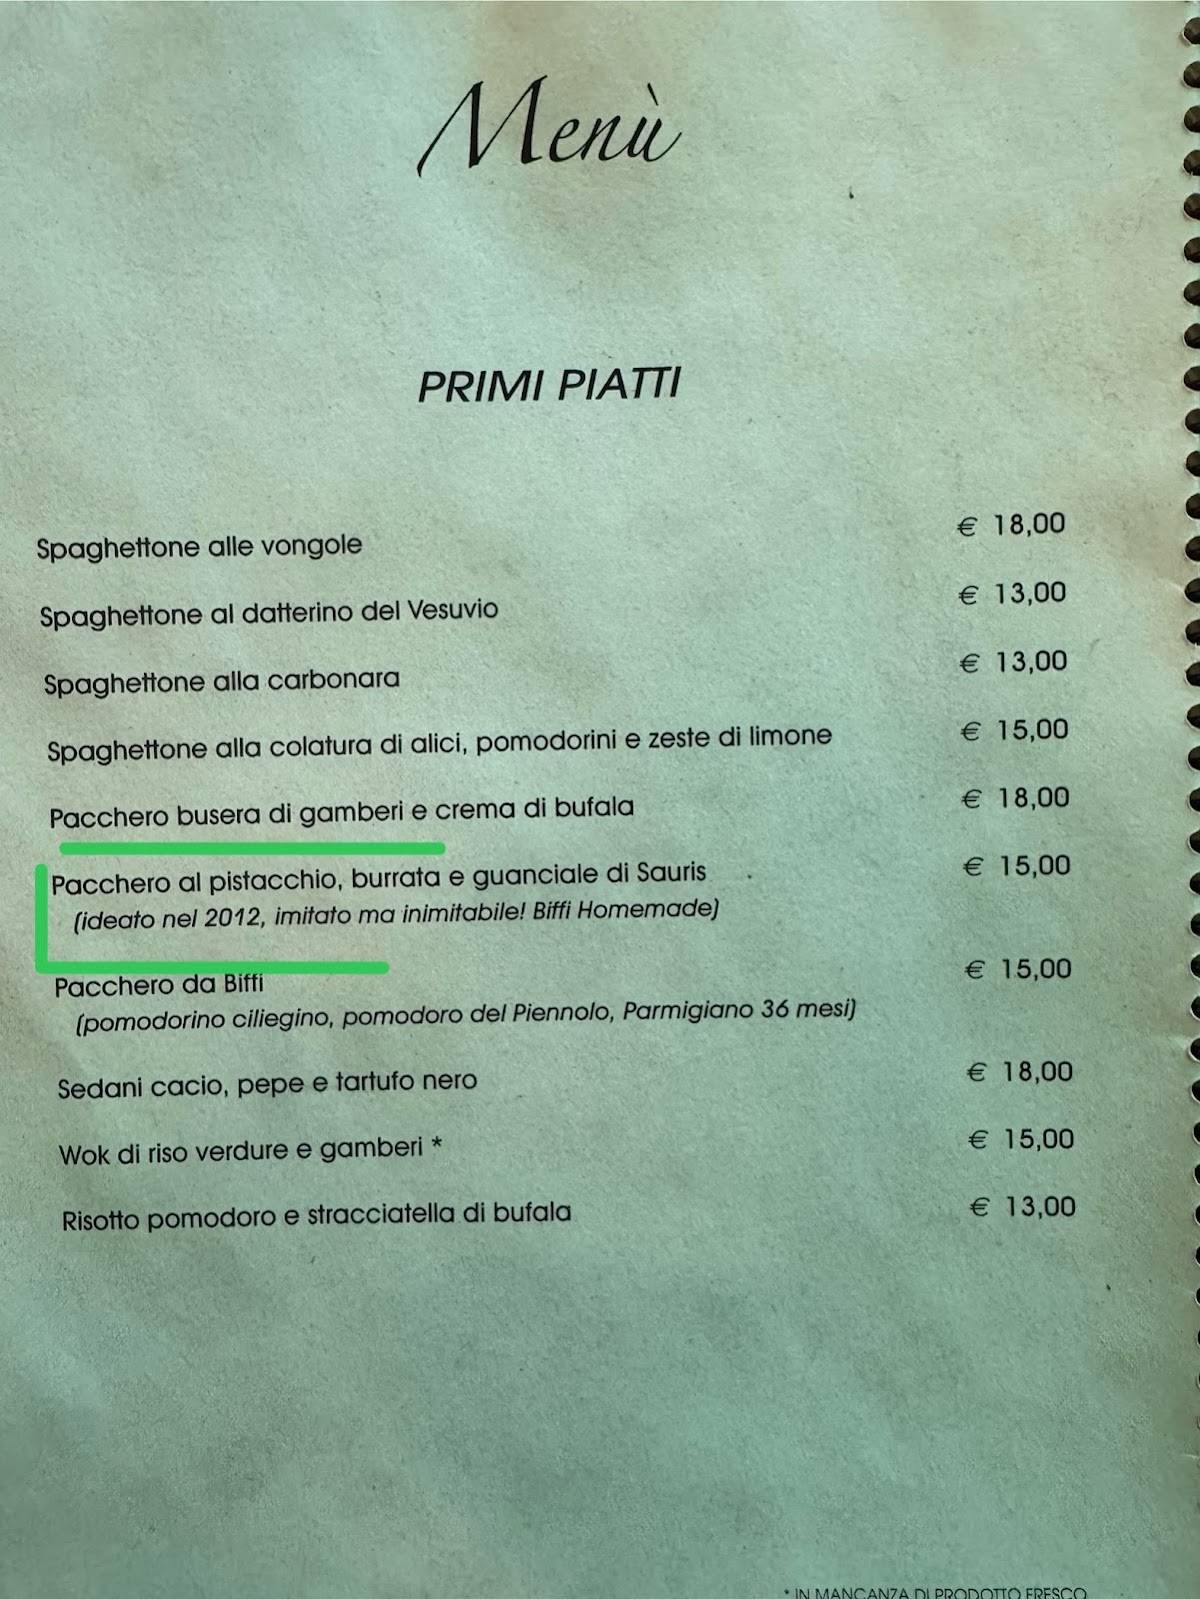 Menù
PRIMI PIATTI
Spaghettone alle vongole € 18,00
Spaghettone al datterino del Vesuvio € 13,00
Spaghettone alla carbonara € 13,00
Spaghettone alla colatura di alici, pomodorini e zeste di limone € 15,00
Pacchero busera di gamberi e crema di bufala € 18,00
Pacchero al pistacchio, burrata e guanciale di Sauris € 15,00
(ideato nel 2012, imitato ma inimitabile! Biffi Homemade)
Pacchero da Biffi € 15,00
(pomodorino ciliegino, pomodoro del Piennolo, Parmigiano 36 mesi)
Sedani cacio, pepe e tartufo nero € 18,00
Wok di riso verdure e gamberi * € 15,00
Risotto pomodoro e stracciatella di bufala € 13,00
* IN MANCANZA DI PRODOTTO FRESCO